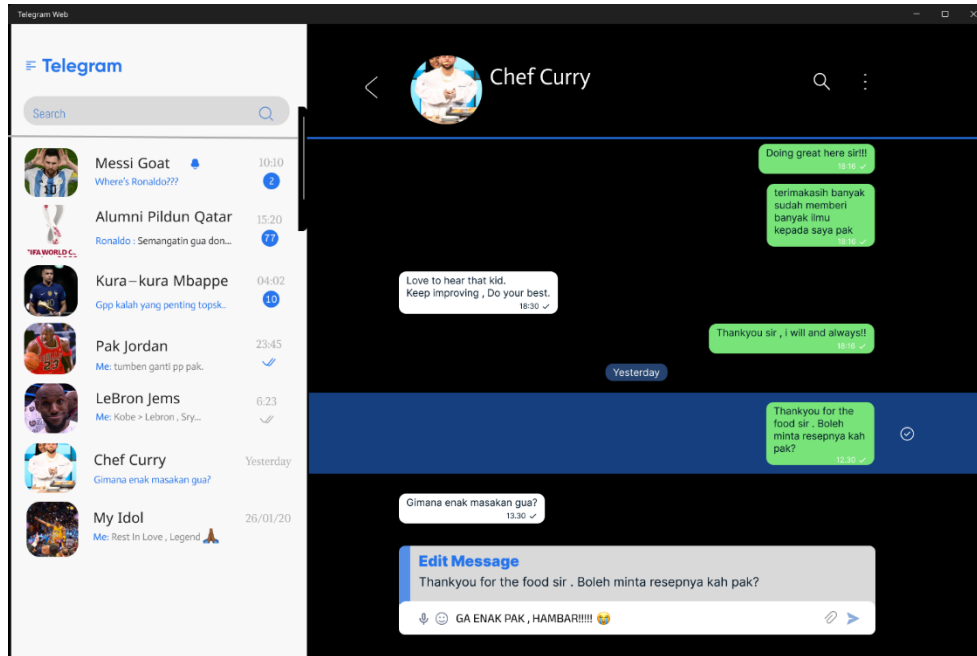 Telegram Web
Telegram
Search
Messi Goat
10:10
Where's Ronaldo???
2
Alumni Pildun Qatar
15:20
Ronaldo : Semangatin gua don...
77
"IFA WORLD C..
Kura-kura Mbappe
04:02
Gpp kalah yang penting topsk..
10
Pak Jordan
23:45
Me: tumben ganti pp pak.
LeBron Jems
6:23
Me: Kobe > Lebron , Sry...
Chef Curry
Yesterday
Gimana enak masakan gua?
My Idol
26/01/20
Me: Rest In Love , Legend 🙏🏾
Chef Curry
Doing great here sir!!!
18:16
terimakasih banyak
sudah memberi
banyak ilmu
kepada saya pak
18:16
Love to hear that kid.
Keep improving , Do your best.
18:30
Thankyou sir , i will and always!!
18:16
Yesterday
Thankyou for the
food sir . Boleh
minta resepnya kah
pak?
12.30
Gimana enak masakan gua?
13.30
Edit Message
Thankyou for the food sir . Boleh minta resepnya kah pak?
GA ENAK PAK , HAMBAR!!!!! 😭